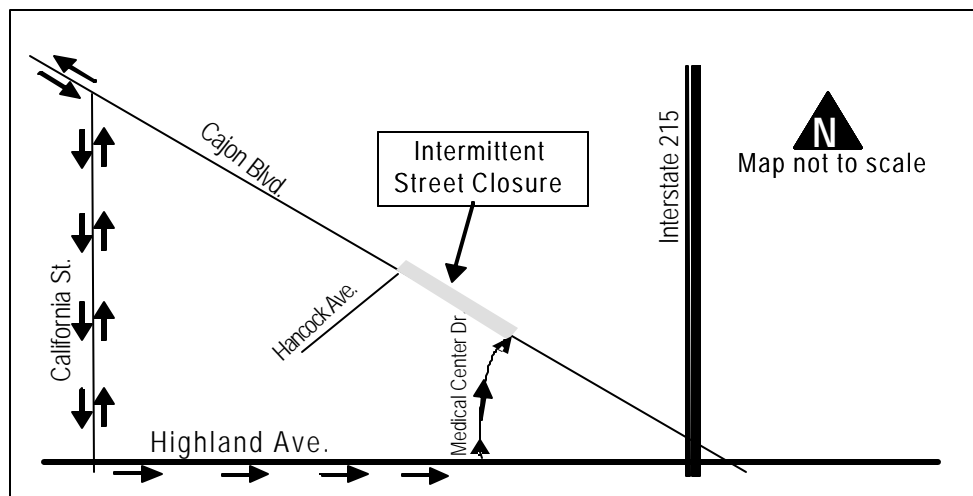 Cajon Blvd.
Intermittent
Street Closure
Interstate 215
N
Map not to scale
California St.
Hancock Ave.
Medical Center Dr.
Highland Ave.